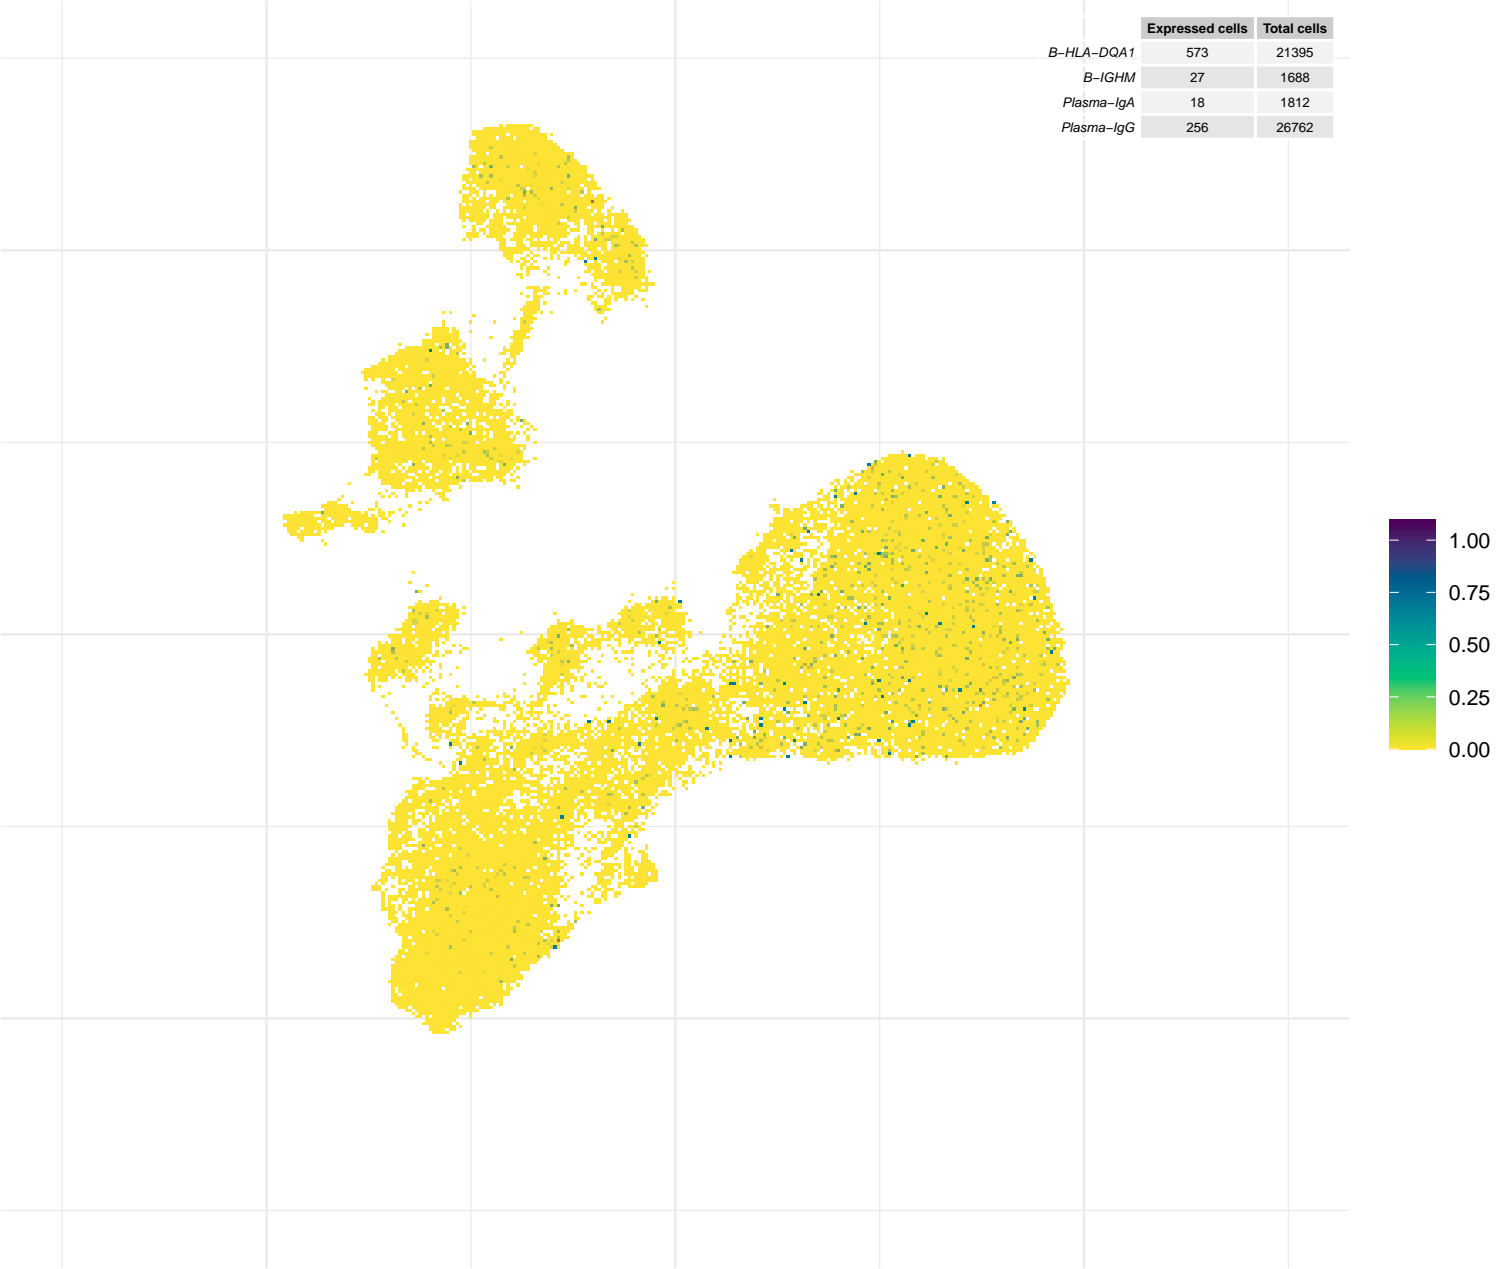 Expressed cells Total cells
B−HLA−DQA1 573 21395
B−IGHM 27 1688
Plasma−IgA 18 1812
Plasma−IgG 256 26762
1.00
0.75
0.50
0.25
0.00